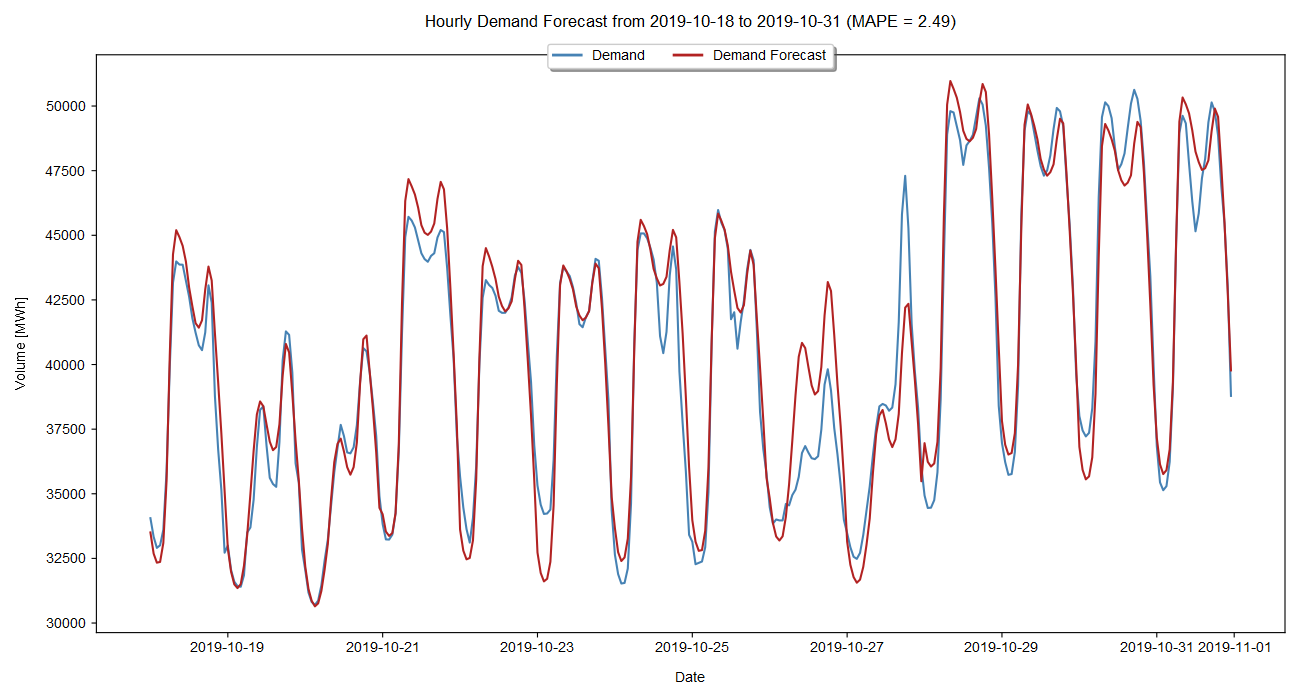 Hourly Demand Forecast from 2019-10-18 to 2019-10-31 (MAPE = 2.49)
Demand Demand Forecast
50000
47500
45000
42500
40000
37500
35000
32500
30000
Volume [MWh]
2019-10-19 2019-10-21 2019-10-23 2019-10-25 2019-10-27 2019-10-29 2019-10-31 2019-11-01
Date